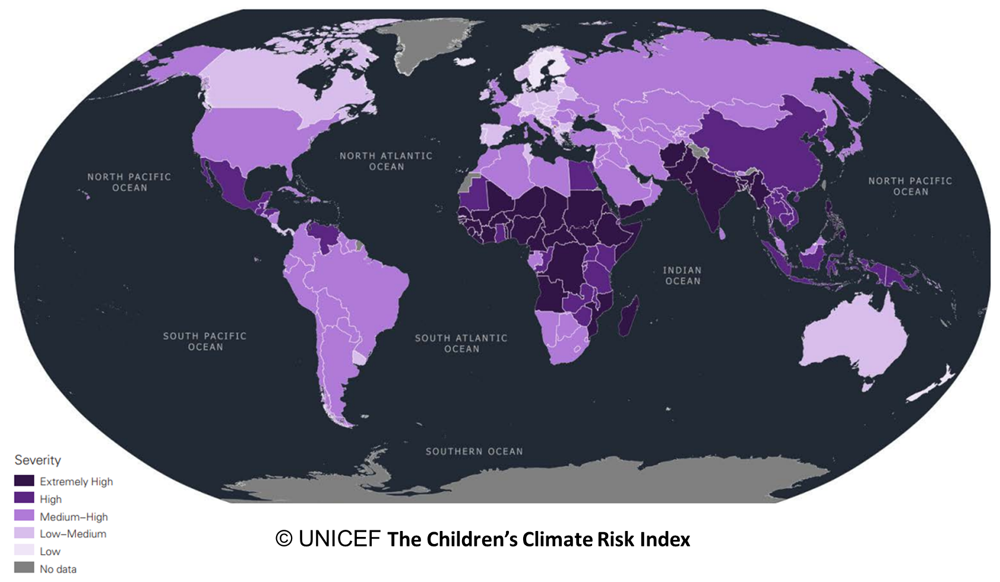 NORTH ATLANTIC
OCEAN
NORTH PACIFIC
OCEAN
NORTH PACIFIC
OCEAN
INDIAN
OCEAN
SOUTH PACIFIC
OCEAN
SOUTH ATLANTIC
OCEAN
SOUTHERN OCEAN
Severity
Extremely High
High
Medium–High
Low–Medium
Low
No data
© UNICEF The Children’s Climate Risk Index